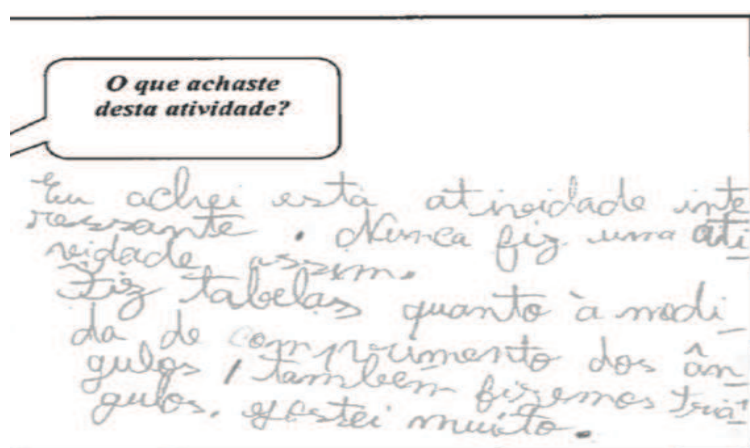 O que achaste
desta atividade?
Eu achei esta atividade inte
ressante. Nunca fiz uma ati
vidade assim.
Fiz tabelas quanto à medi
da de comprimento dos ân
gulos, também fizemos triâ
gulos. gostei muito.